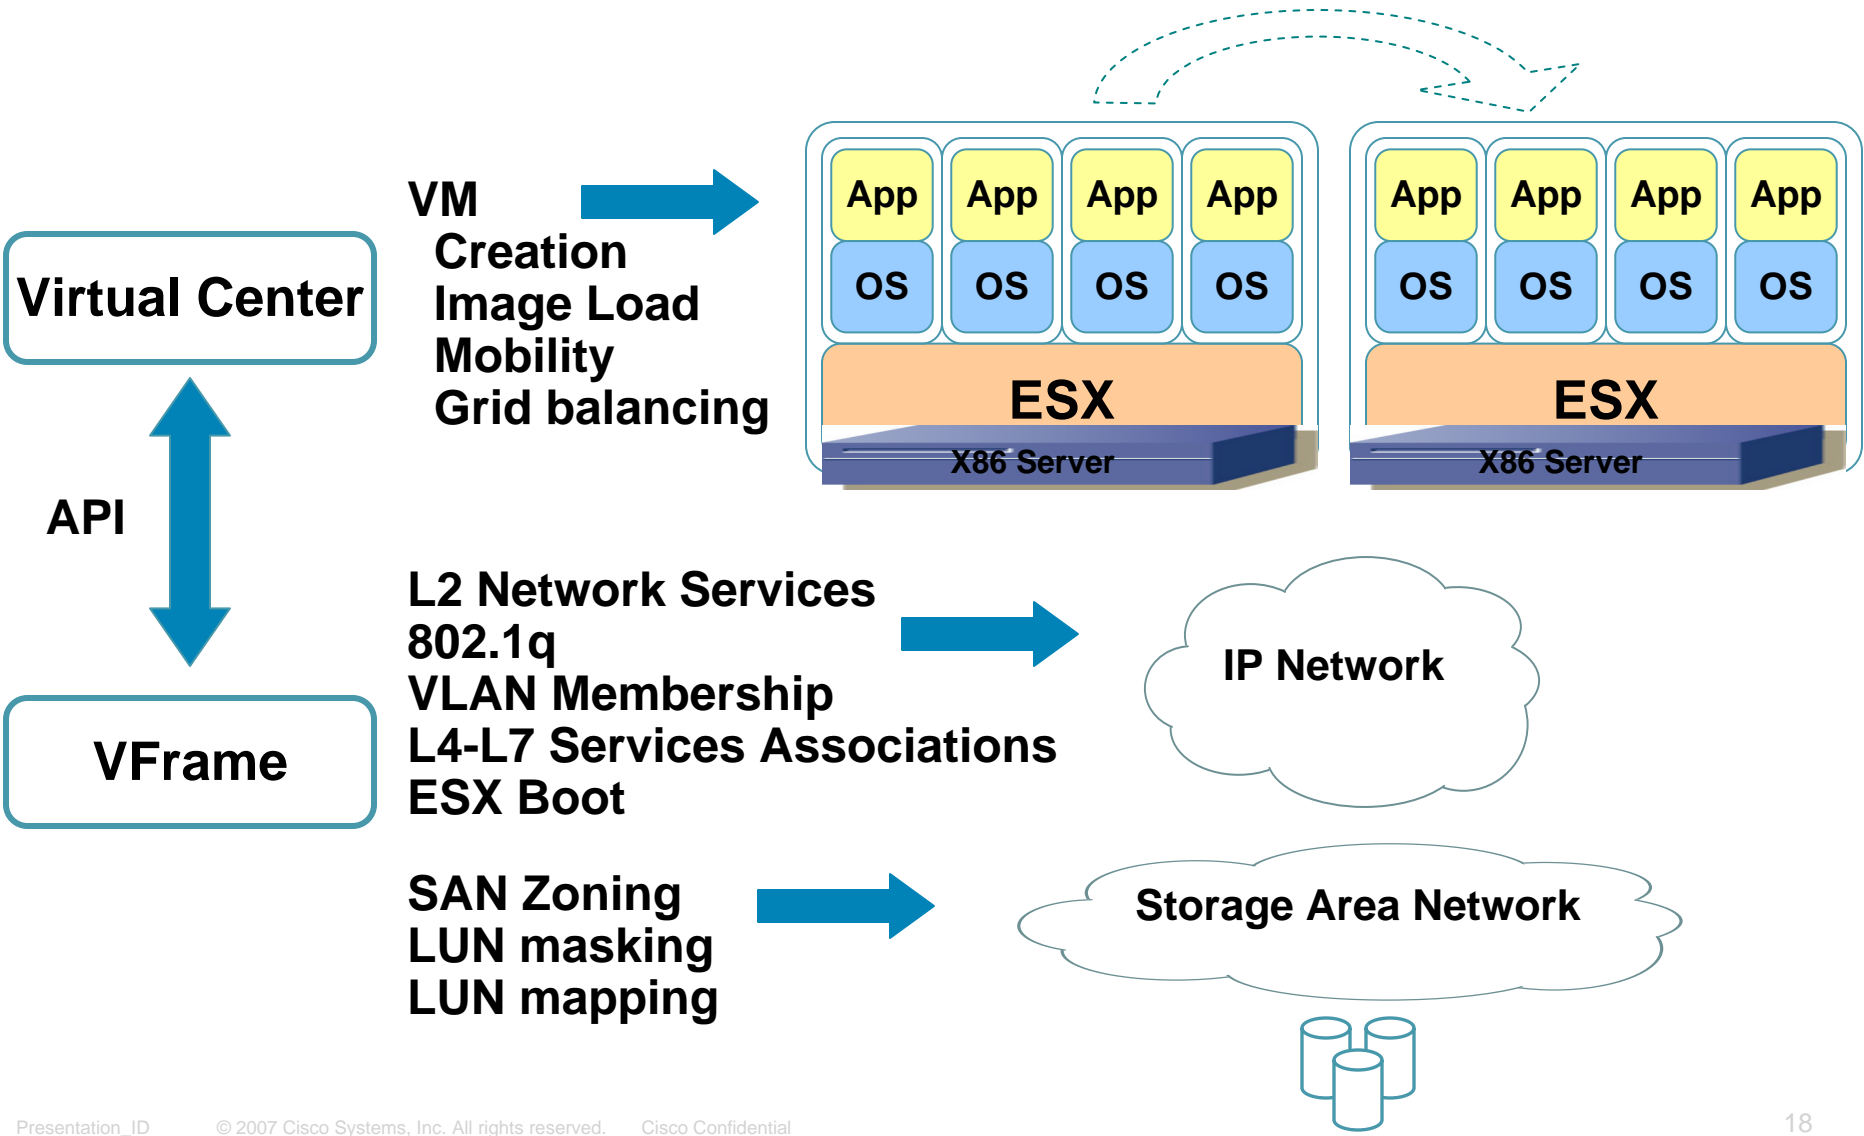 Virtual Center
API
VFrame
VM
Creation
Image Load
Mobility
Grid balancing
App App App App
OS OS OS OS
ESX
X86 Server
App App App App
OS OS OS OS
ESX
X86 Server
L2 Network Services
802.1q
VLAN Membership
L4-L7 Services Associations
ESX Boot
IP Network
SAN Zoning
LUN masking
LUN mapping
Storage Area Network
Presentation_ID © 2007 Cisco Systems, Inc. All rights reserved. Cisco Confidential 18